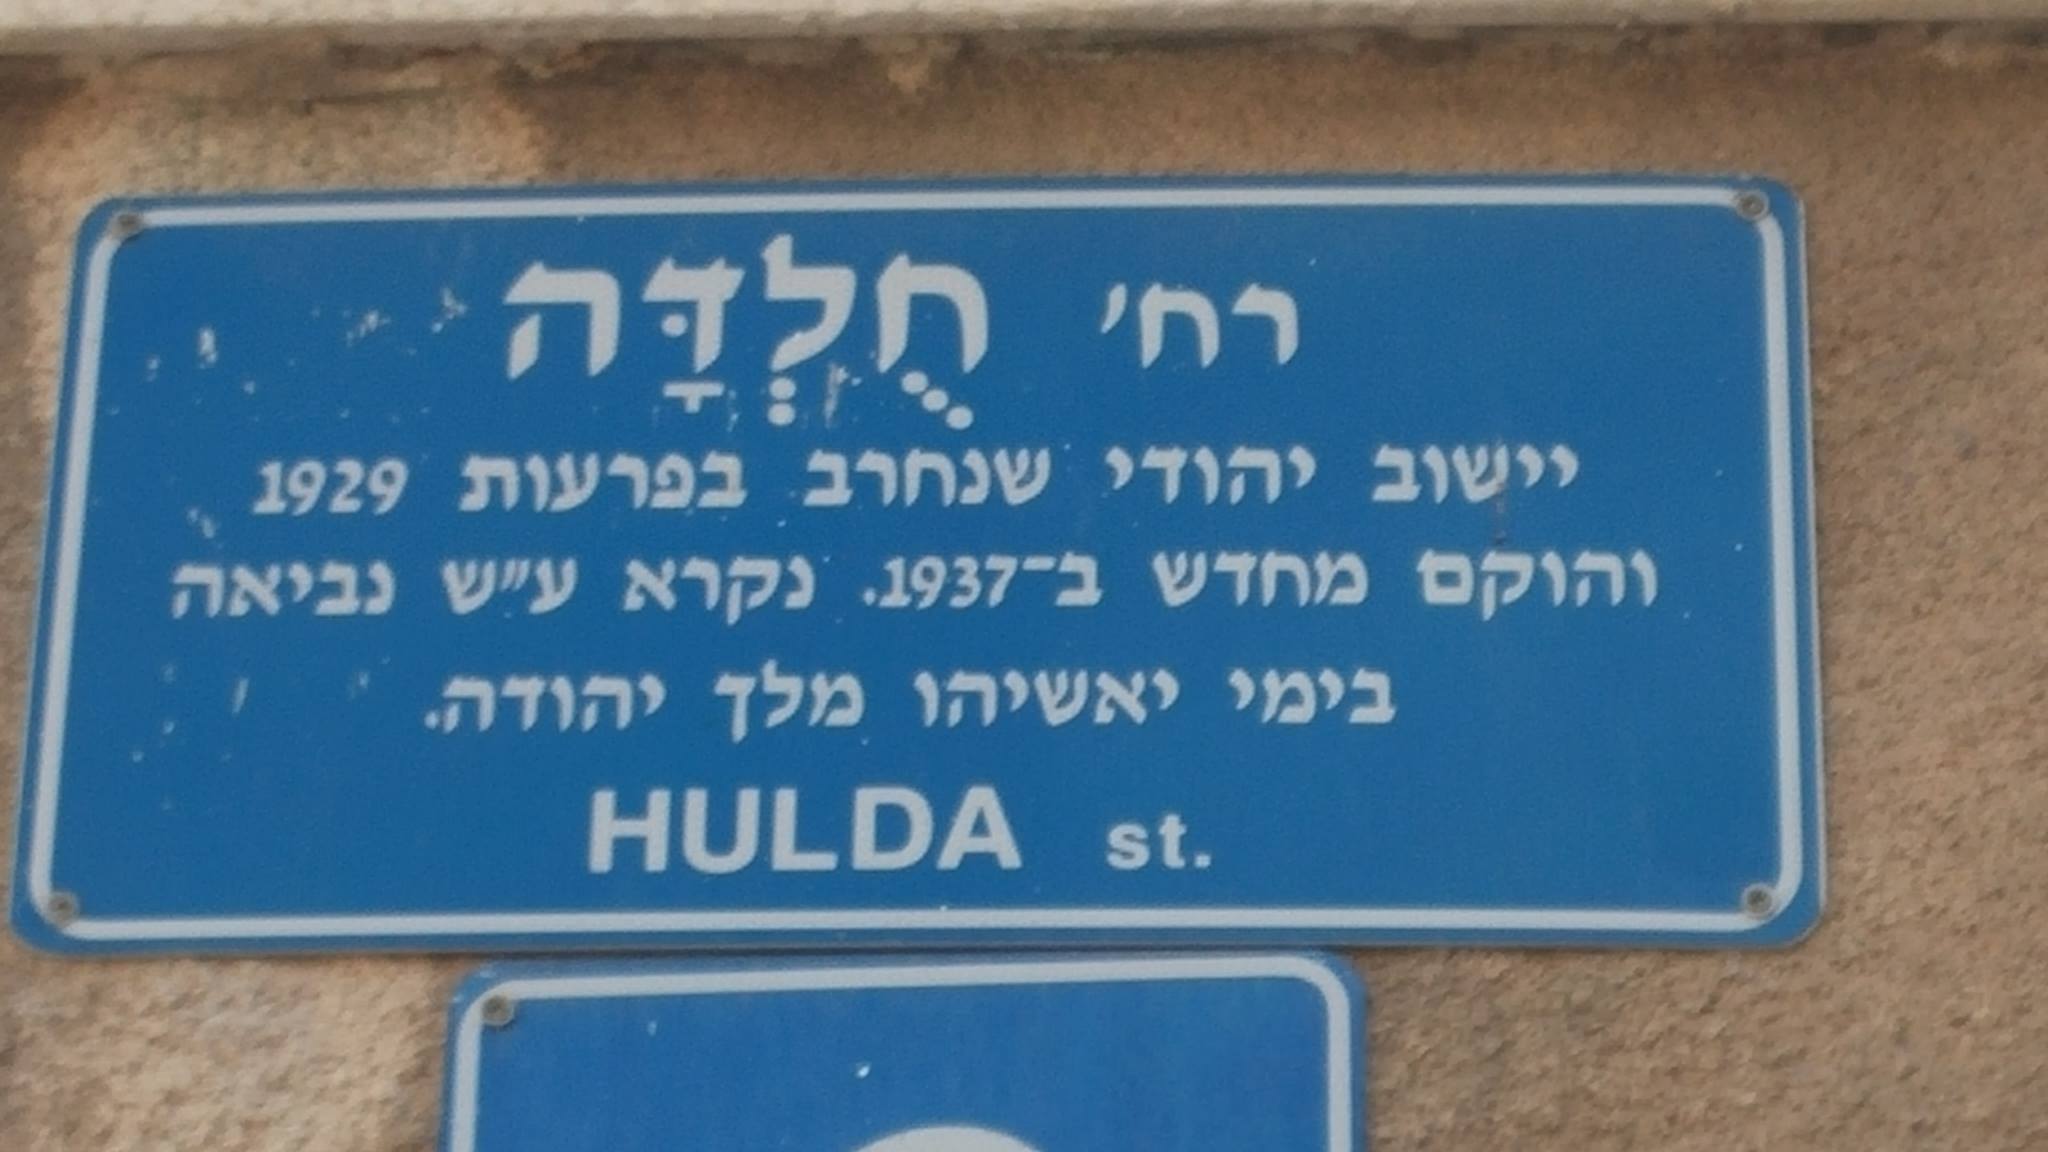 רח' חֻלְדָּה
יישוב יהודי שנחרב בפרעות 1929
והוקם מחדש ב־1937. נקרא ע״ש נביאה
בימי יאשיהו מלך יהודה.
HULDA st.